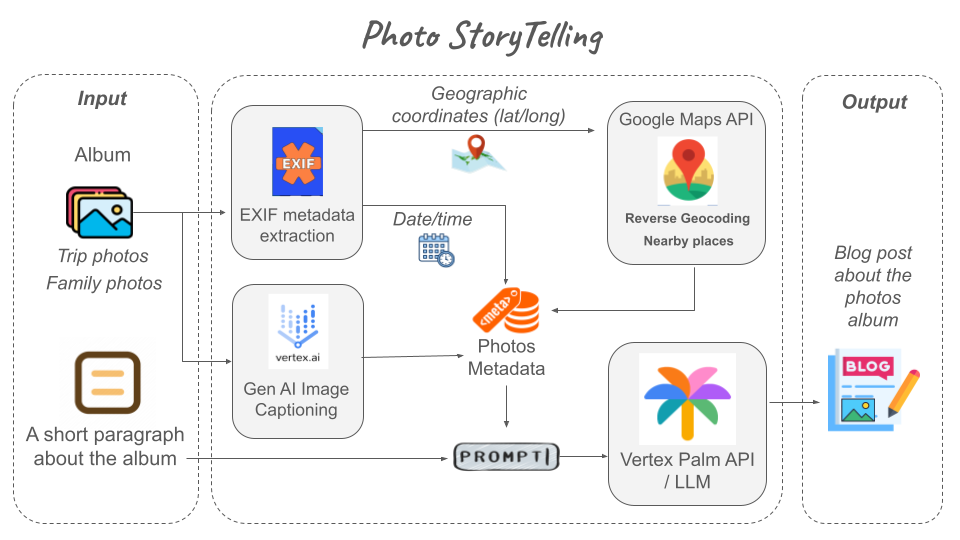 Photo StoryTelling
Input
Album
Trip photos
Family photos
A short paragraph
about the album
EXIF
EXIF metadata
extraction
vertex.ai
Gen AI Image
Captioning
Geographic
coordinates (lat/long)
Date/time
<meta>
Photos
Metadata
PROMPT
Google Maps API
Reverse Geocoding
Nearby places
Vertex Palm API
/ LLM
Output
Blog post
about the
photos
album
BLOG